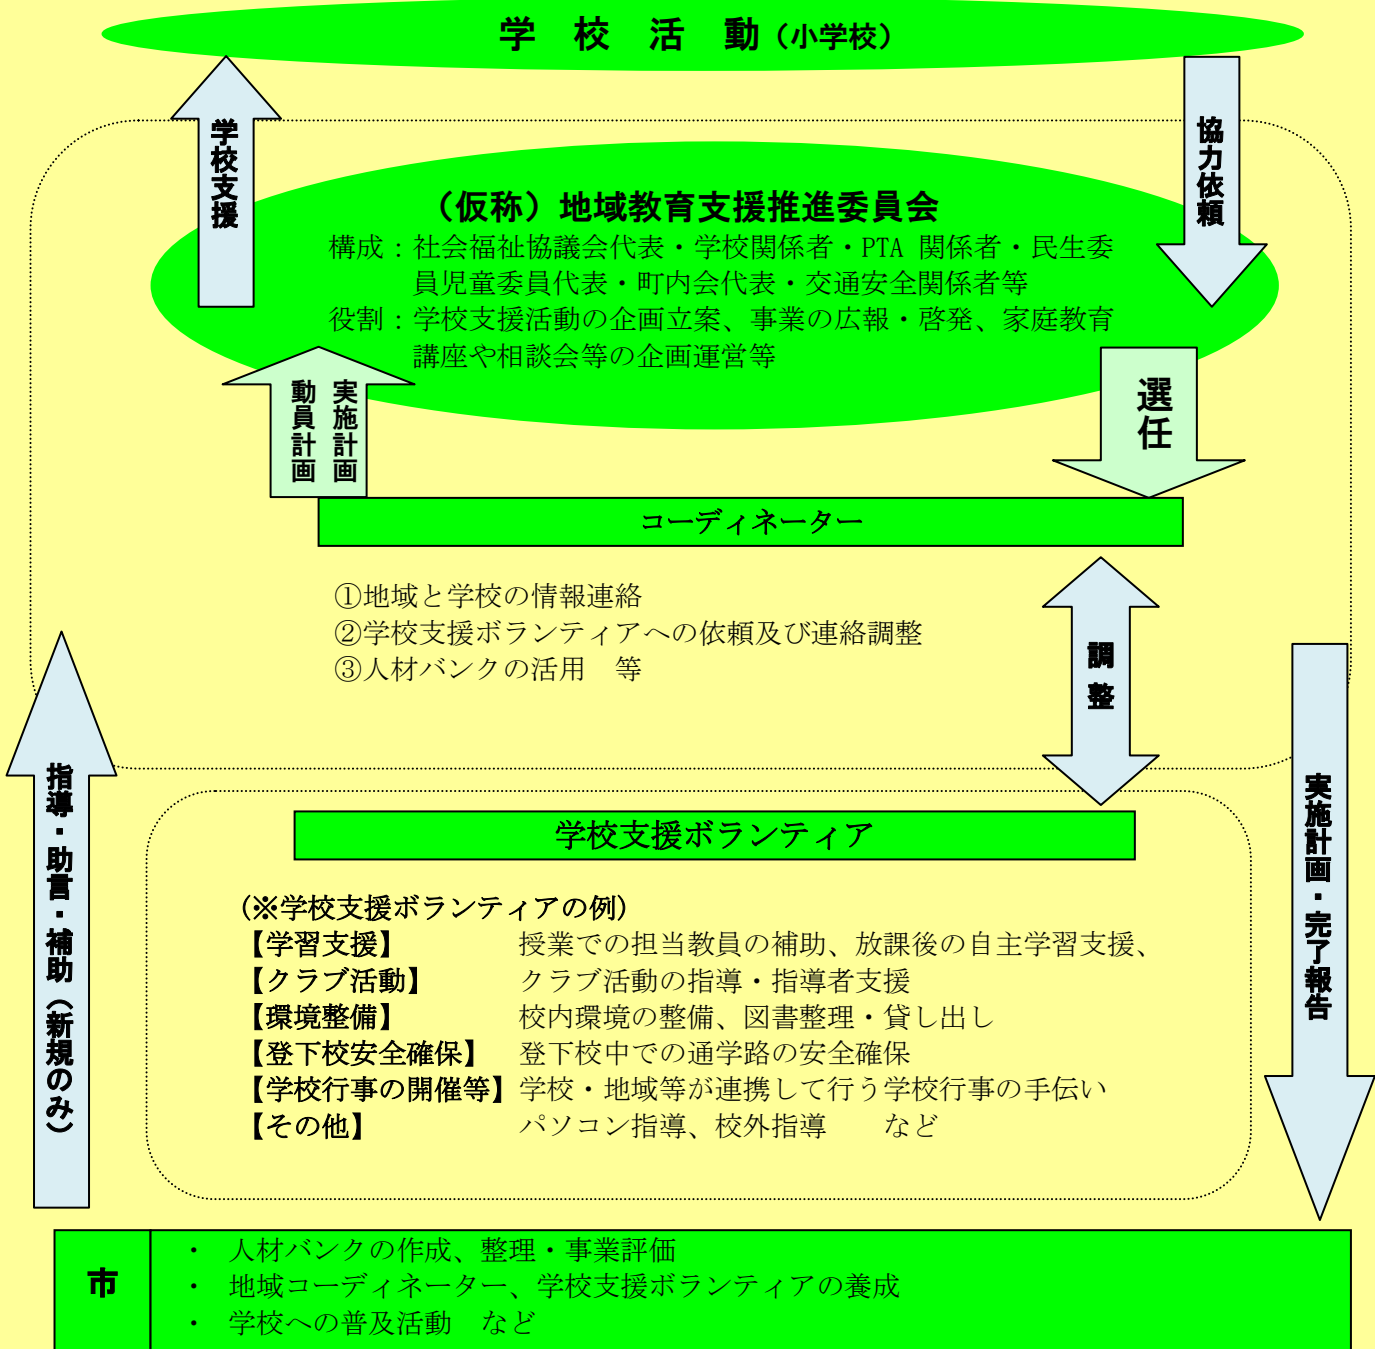 学　校　活　動（小学校）
学校支援
協力依頼
（仮称）地域教育支援推進委員会
構成：社会福祉協議会代表・学校関係者・PTA 関係者・民生委
員児童委員代表・町内会代表・交通安全関係者等
役割：学校支援活動の企画立案、事業の広報・啓発、家庭教育
講座や相談会等の企画運営等
実施計画
動員計画
選任
コーディネーター
①地域と学校の情報連絡
②学校支援ボランティアへの依頼及び連絡調整
③人材バンクの活用　等
調整
指導・助言・補助（新規のみ）
実施計画・完了報告
学校支援ボランティア
（※学校支援ボランティアの例）
【学習支援】　授業での担当教員の補助、放課後の自主学習支援、
【クラブ活動】　クラブ活動の指導・指導者支援
【環境整備】　校内環境の整備、図書整理・貸し出し
【登下校安全確保】　登下校中での通学路の安全確保
【学校行事の開催等】学校・地域等が連携して行う学校行事の手伝い
【その他】　パソコン指導、校外指導　　など
市
・　人材バンクの作成、整理・事業評価
・　地域コーディネーター、学校支援ボランティアの養成
・　学校への普及活動　など